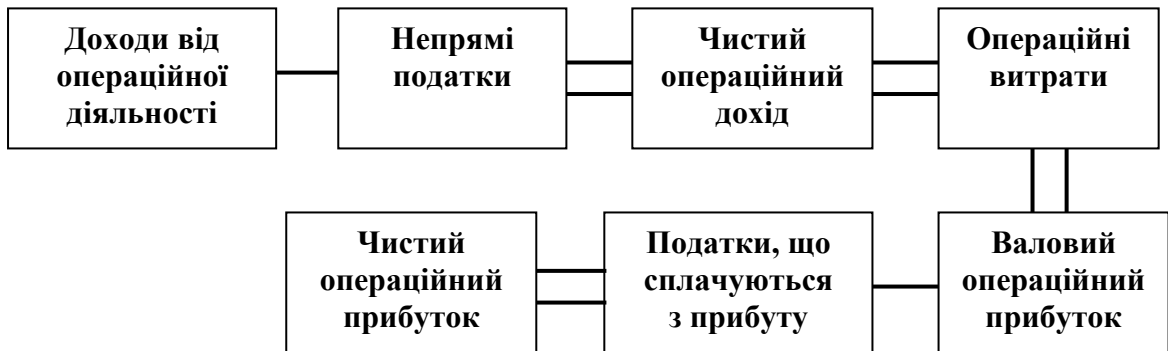 Доходи від
операційної
діяльності
Непрямі
податки
Чистий
операційний
дохід
Операційні
витрати
Чистий
операційний
прибуток
Податки, що
сплачуються
з прибуту
Валовий
операційний
прибуток